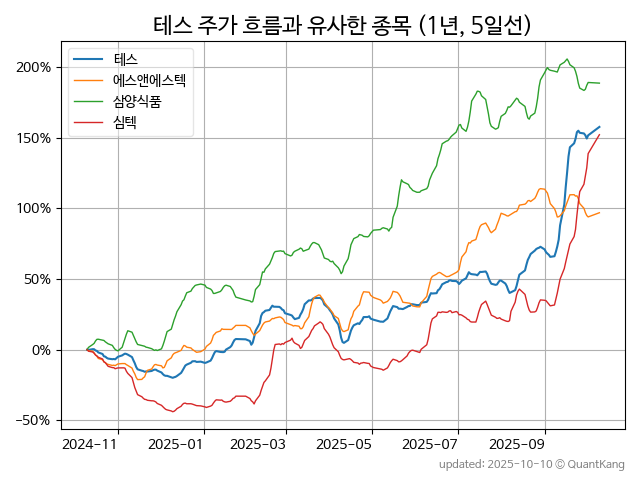 테스 주가 흐름과 유사한 종목 (1년, 5일선)
테스
에스앤에스텍
삼양식품
심텍
200%
150%
100%
50%
0%
−50%
2024−11
2025−01
2025−03
2025−05
2025−07
2025−09
updated: 2025-10-10 © QuantKang